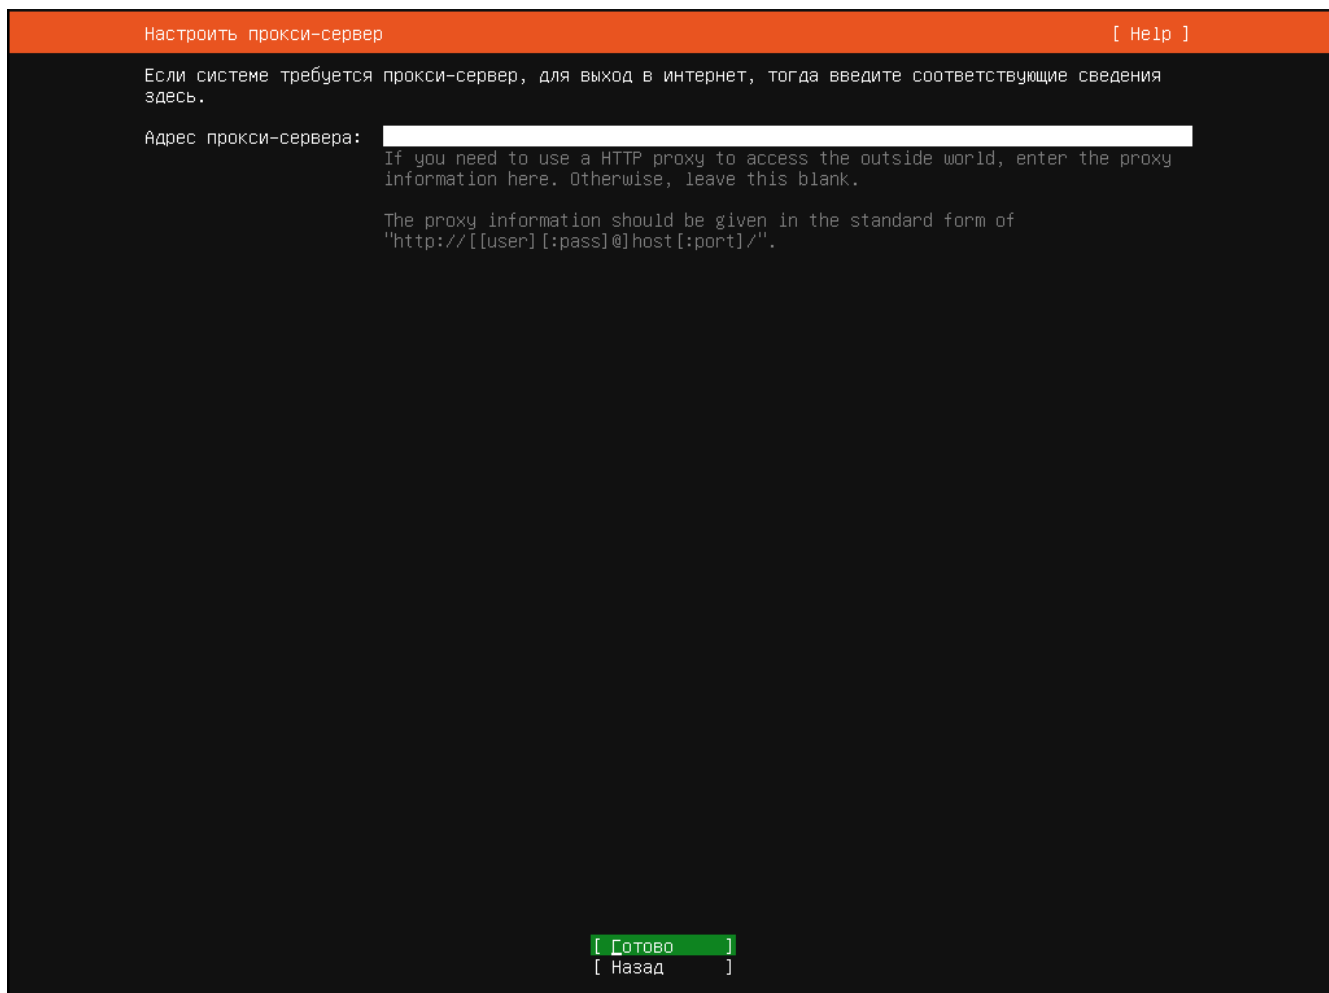 Настроить прокси-сервер [ Help ]
Если системе требуется прокси-сервер, для выход в интернет, тогда введите соответствующие сведения
здесь.
Адрес прокси-сервера:
If you need to use a HTTP proxy to access the outside world, enter the proxy
information here. Otherwise, leave this blank.
The proxy information should be given in the standard form of
"http://[[user][:pass]@]host[:port]/".
[ Готово ]
[ Назад ]